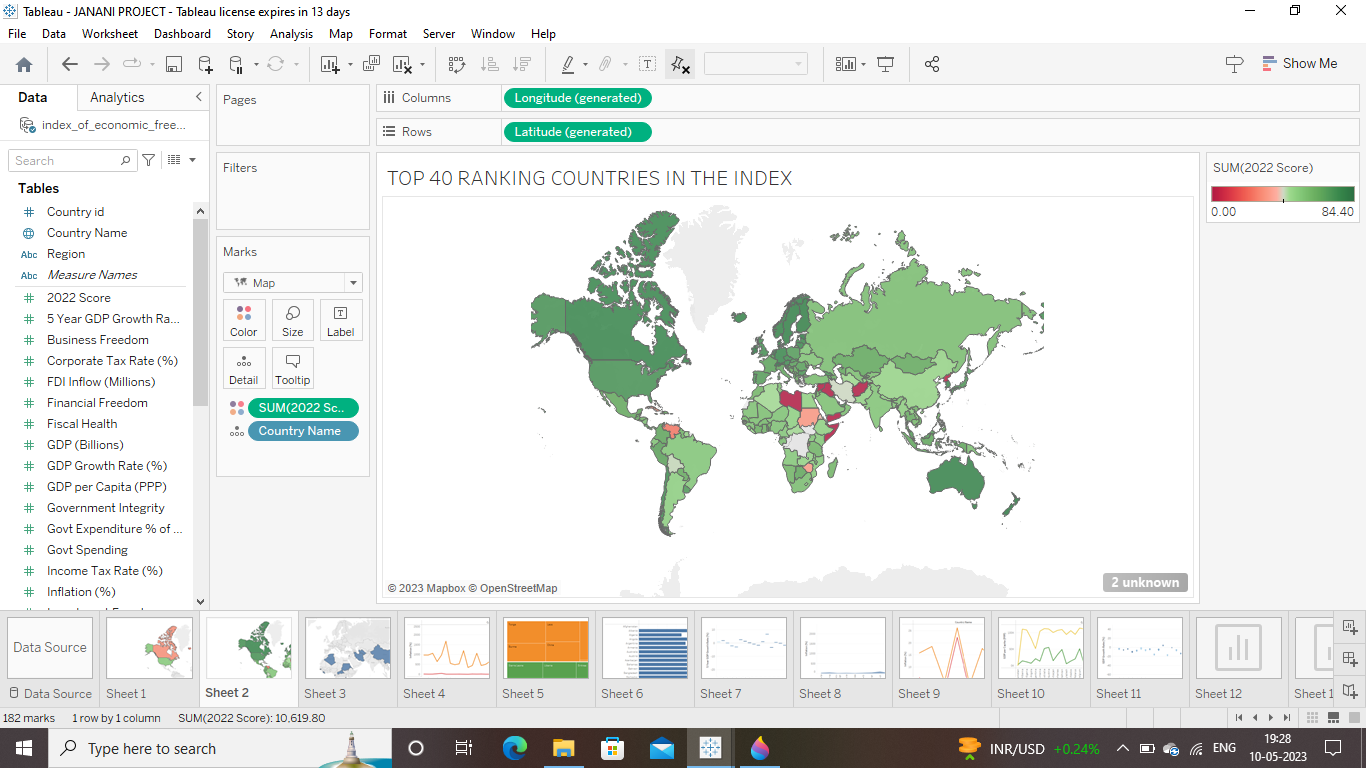 Tableau - JANANI PROJECT - Tableau license expires in 13 days
File Data Worksheet Dashboard Story Analysis Map Format Server Window Help
Show Me
Data Analytics
index_of_economic_free...
Search
Tables
Country id
Country Name
Abc Region
Abc Measure Names
2022 Score
5 Year GDP Growth Ra...
Business Freedom
Corporate Tax Rate (%)
FDI Inflow (Millions)
Financial Freedom
Fiscal Health
GDP (Billions)
GDP Growth Rate (%)
GDP per Capita (PPP)
Government Integrity
Govt Expenditure % of ...
Govt Spending
Income Tax Rate (%)
Inflation (%)
Pages
Filters
Marks
Map
Color Size Label
Detail Tooltip
SUM(2022 Sc..
Country Name
Columns Longitude (generated)
Rows Latitude (generated)
TOP 40 RANKING COUNTRIES IN THE INDEX
© 2023 Mapbox © OpenStreetMap
2 unknown
SUM(2022 Score)
0.00 84.40
Data Source
Data Source Sheet 1 Sheet 2 Sheet 3 Sheet 4 Sheet 5 Sheet 6 Sheet 7 Sheet 8 Sheet 9 Sheet 10 Sheet 11 Sheet 12
182 marks 1 row by 1 column SUM(2022 Score): 10,619.80
Type here to search
INR/USD +0.24% ENG
19:28
10-05-2023